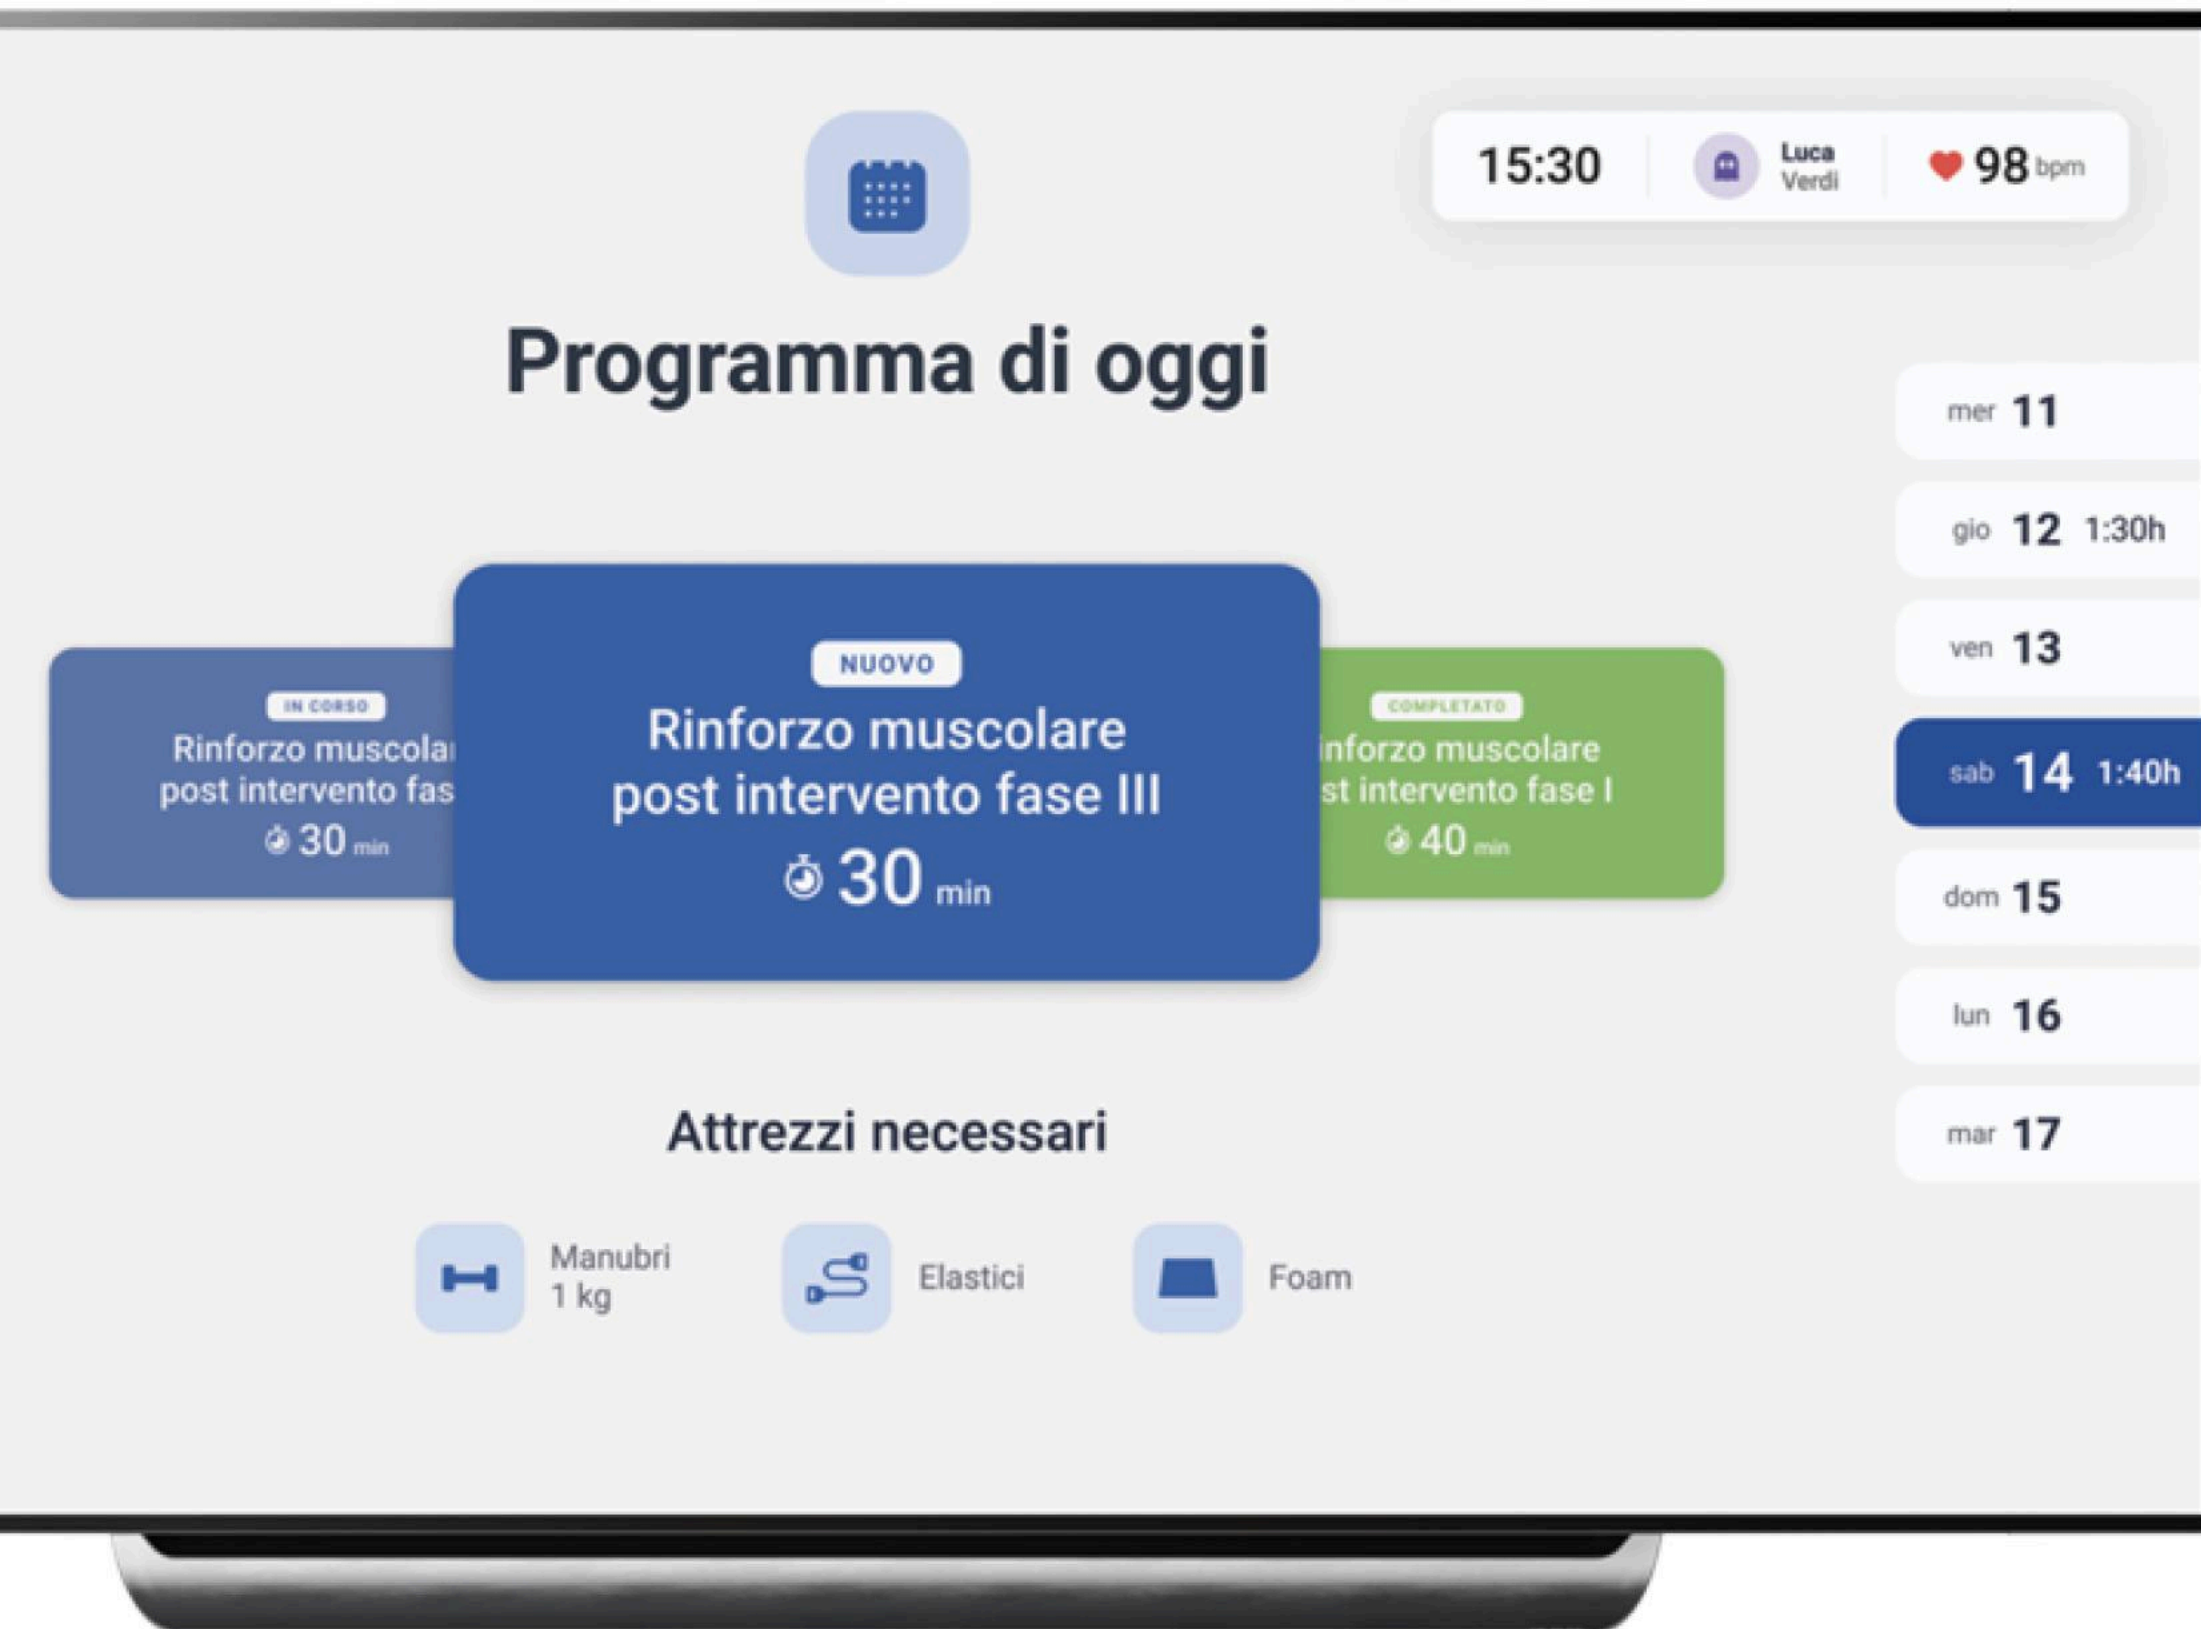 15:30
Luca
Verdi
98 bpm
Programma di oggi
IN CORSO
Rinforzo muscolar
post intervento fas
30 min
NUOVO
Rinforzo muscolare
post intervento fase III
30 min
COMPLETATO
inforzo muscolare
st intervento fase I
40 min
Attrezzi necessari
Manubri
1 kg
Elastici
Foam
mer 11
gio 12 1:30h
ven 13
sab 14 1:40h
dom 15
lun 16
mar 17